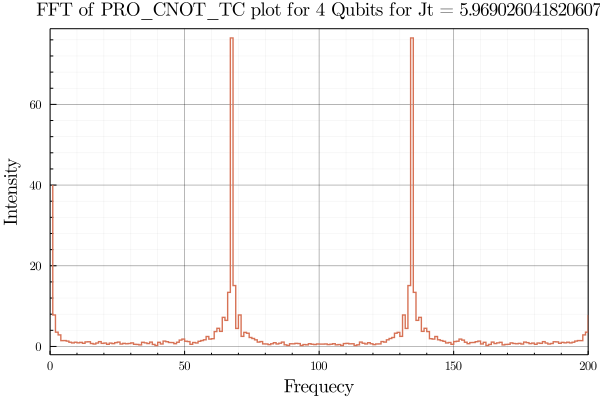 FFT of PRO_CNOT_TC plot for 4 Qubits for Jt = 5.969026041820607
Intensity
60
40
20
0
0 50 100 150 200
Frequecy